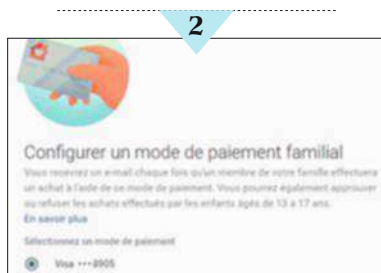 2
Configurer un mode de paiement familial
Vous recevrez un e-mail chaque fois qu'un membre de votre famille effectuera
un achat à l'aide de ce mode de paiement. Vous pourrez également approuver
ou refuser les achats effectués par les enfants âgés de 13 à 17 ans.
En savoir plus
Sélectionnez un mode de paiement
Visa ••••8905